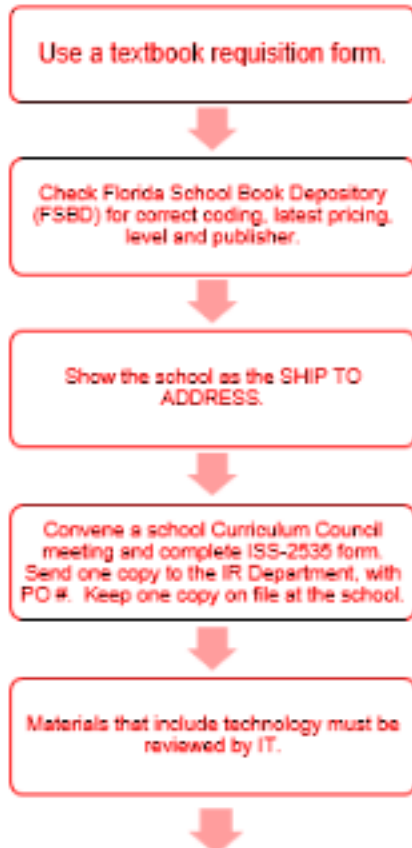 Use a textbook requisition form.
Check Florida School Book Depository
(FSBD) for correct coding, latest pricing,
level and publisher.
Show the school as the SHIP TO
ADDRESS.
Convene a school Curriculum Council
meeting and complete ISS-2535 form.
Send one copy to the IR Department, with
PO #. Keep one copy on file at the school.
Materials that include technology must be
reviewed by IT.